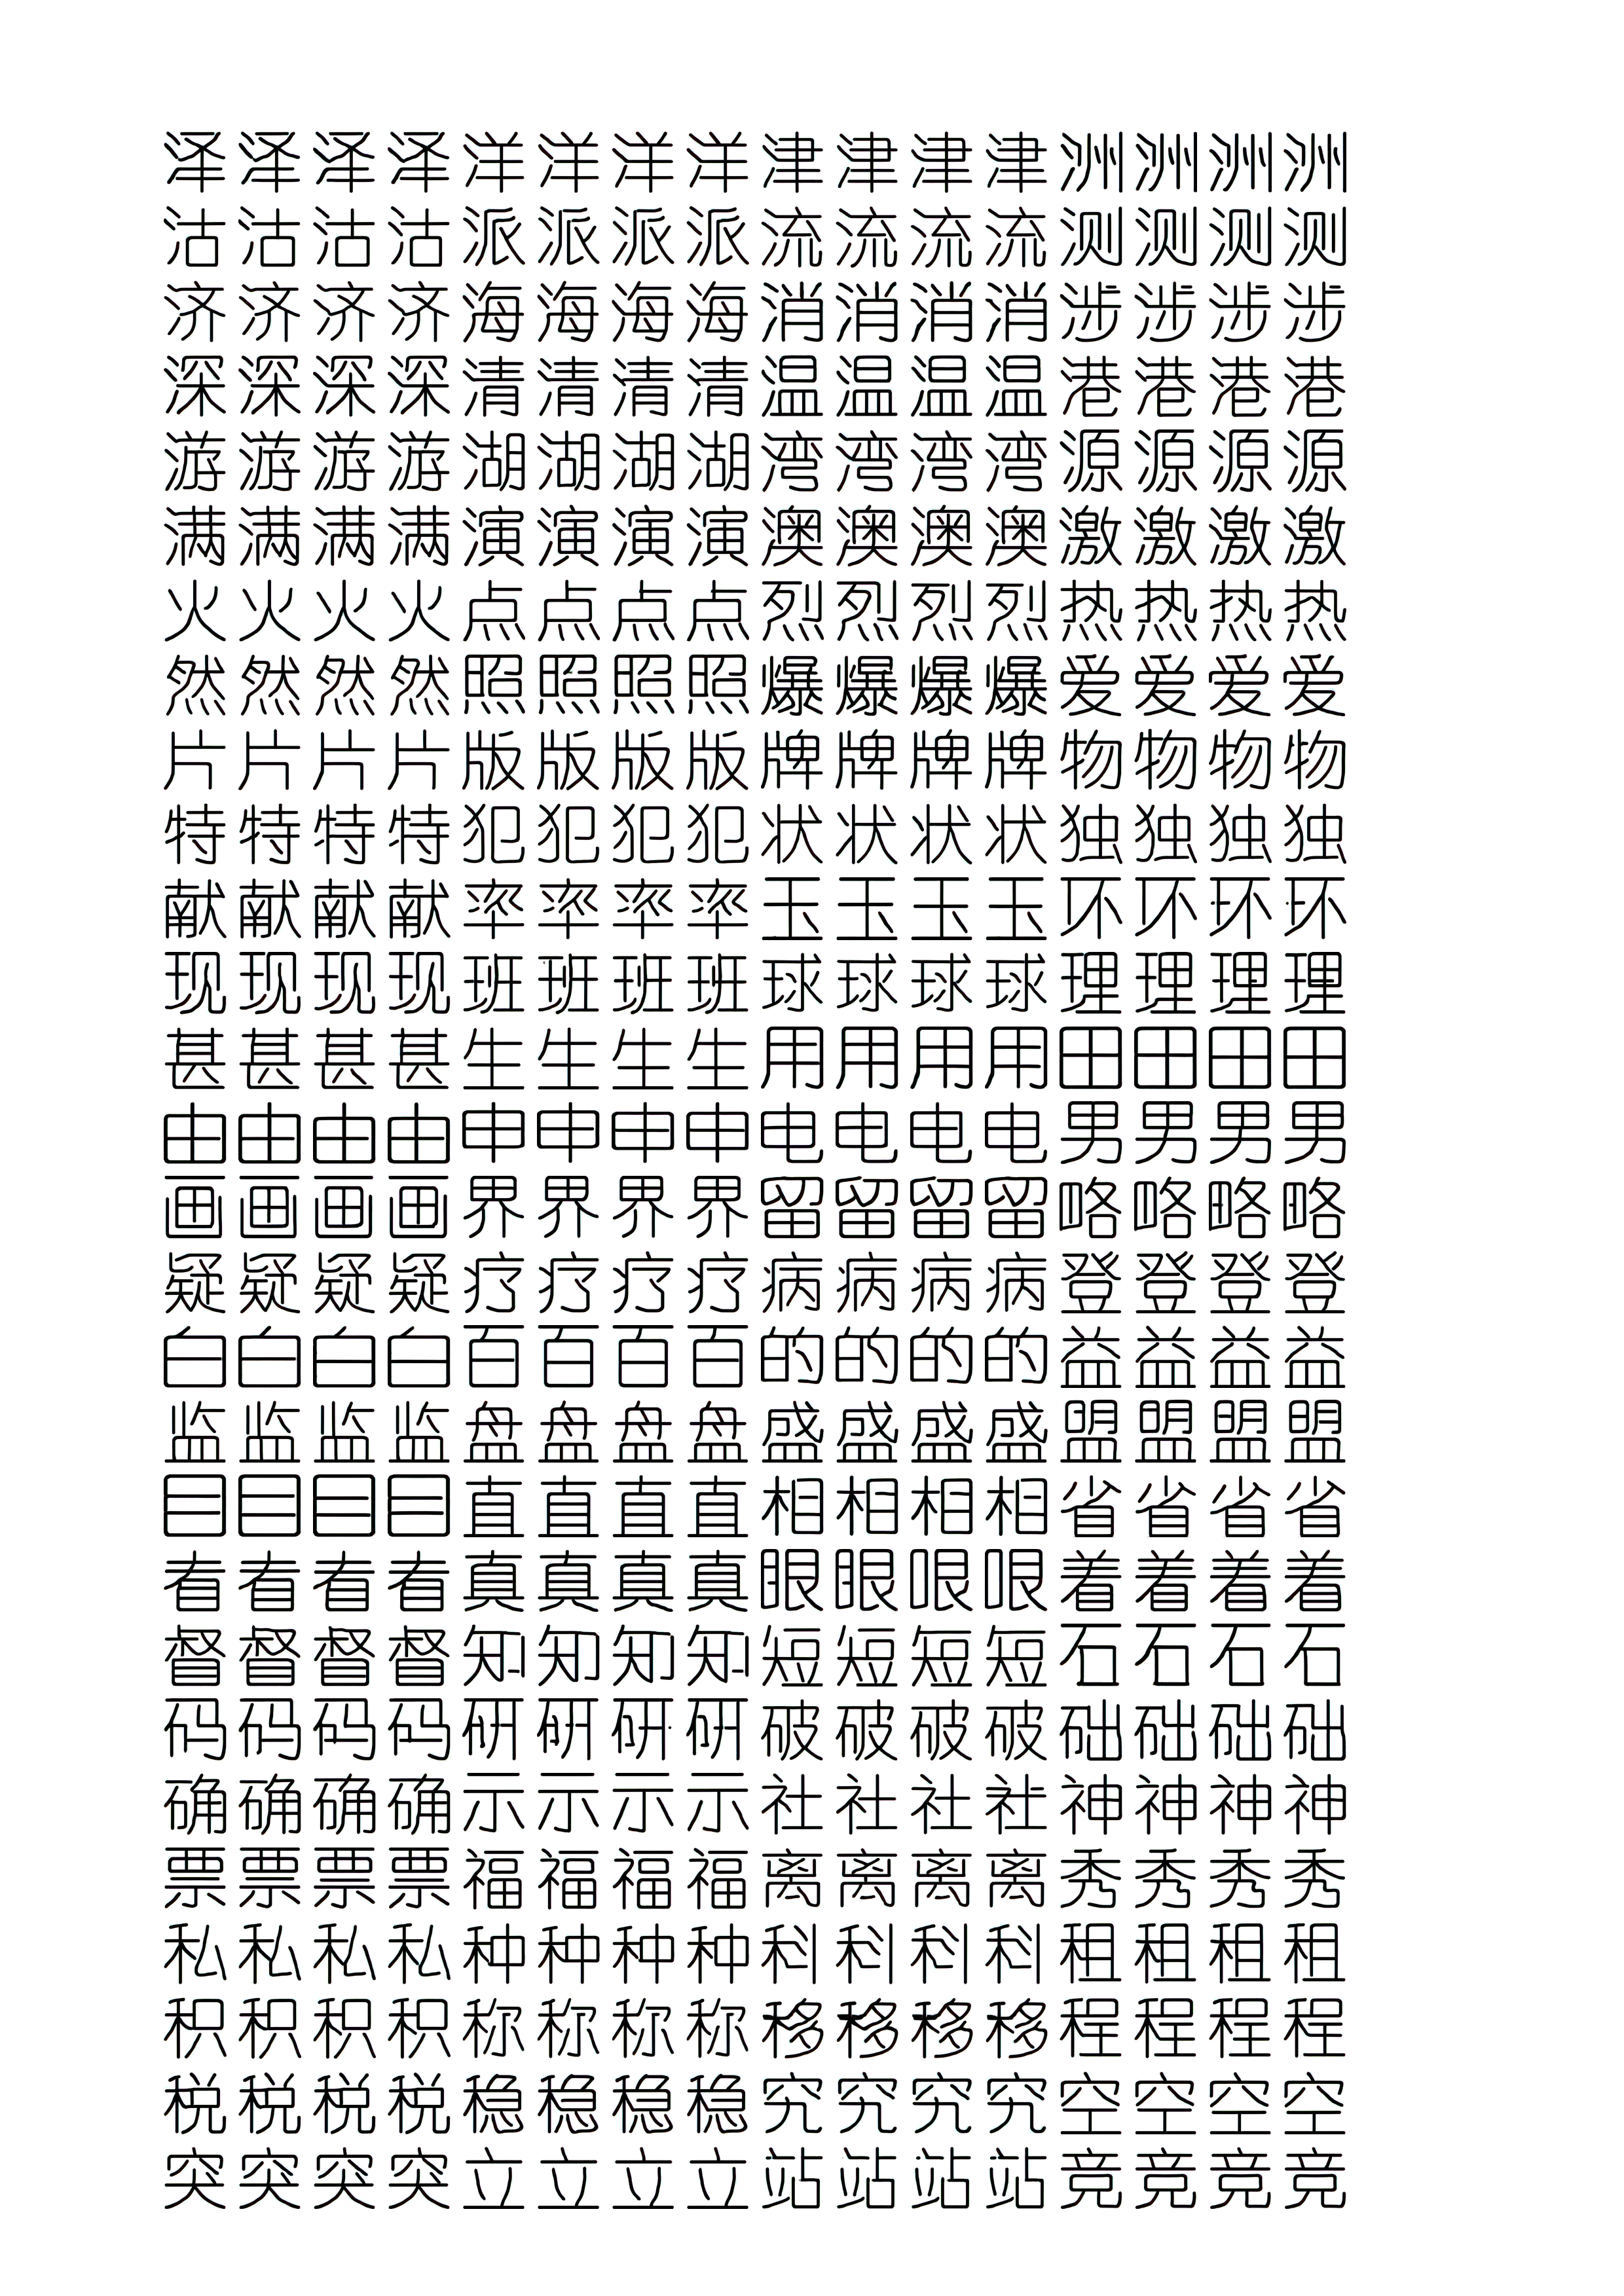 泽泽泽泽洋洋洋洋津津津津洲洲洲洲
沽沽沽沽派派派派流流流流测测测测
济济济济海海海海消消消消涉涉涉涉
深深深深清清清清温温温温港港港港
游游游游湖湖湖湖湾湾湾湾源源源源
满满满满演演演演澳澳澳澳激激激激
火火火火点点点点烈烈烈烈热热热热
然然然然照照照照爆爆爆爆爱爱爱爱
片片片片版版版版牌牌牌牌物物物物
特特特特犯犯犯犯状状状状独独独独
献献献献率率率率玉玉玉玉环环环环
现现现现班班班班球球球球理理理理
甚甚甚甚生生生生用用用用田田田田
由由由由申申申申电电电电男男男男
画画画画界界界界留留留留略略略略
疑疑疑疑疗疗疗疗病病病病登登登登
白白白白百百百百的的的的益益益益
监监监监盘盘盘盘盛盛盛盛盟盟盟盟
目目目目直直直直相相相相省省省省
看看看看真真真真眼眼眼眼着着着着
督督督督知知知知短短短短石石石石
码码码码研研研研破破破破础础础础
确确确确示示示示社社社社神神神神
票票票票福福福福离离离离秀秀秀秀
私私私私种种种种科科科科租租租租
积积积积称称称称移移移移程程程程
税税税税稳稳稳稳究究究究空空空空
突突突突立立立立站站站站竞竞竞竞